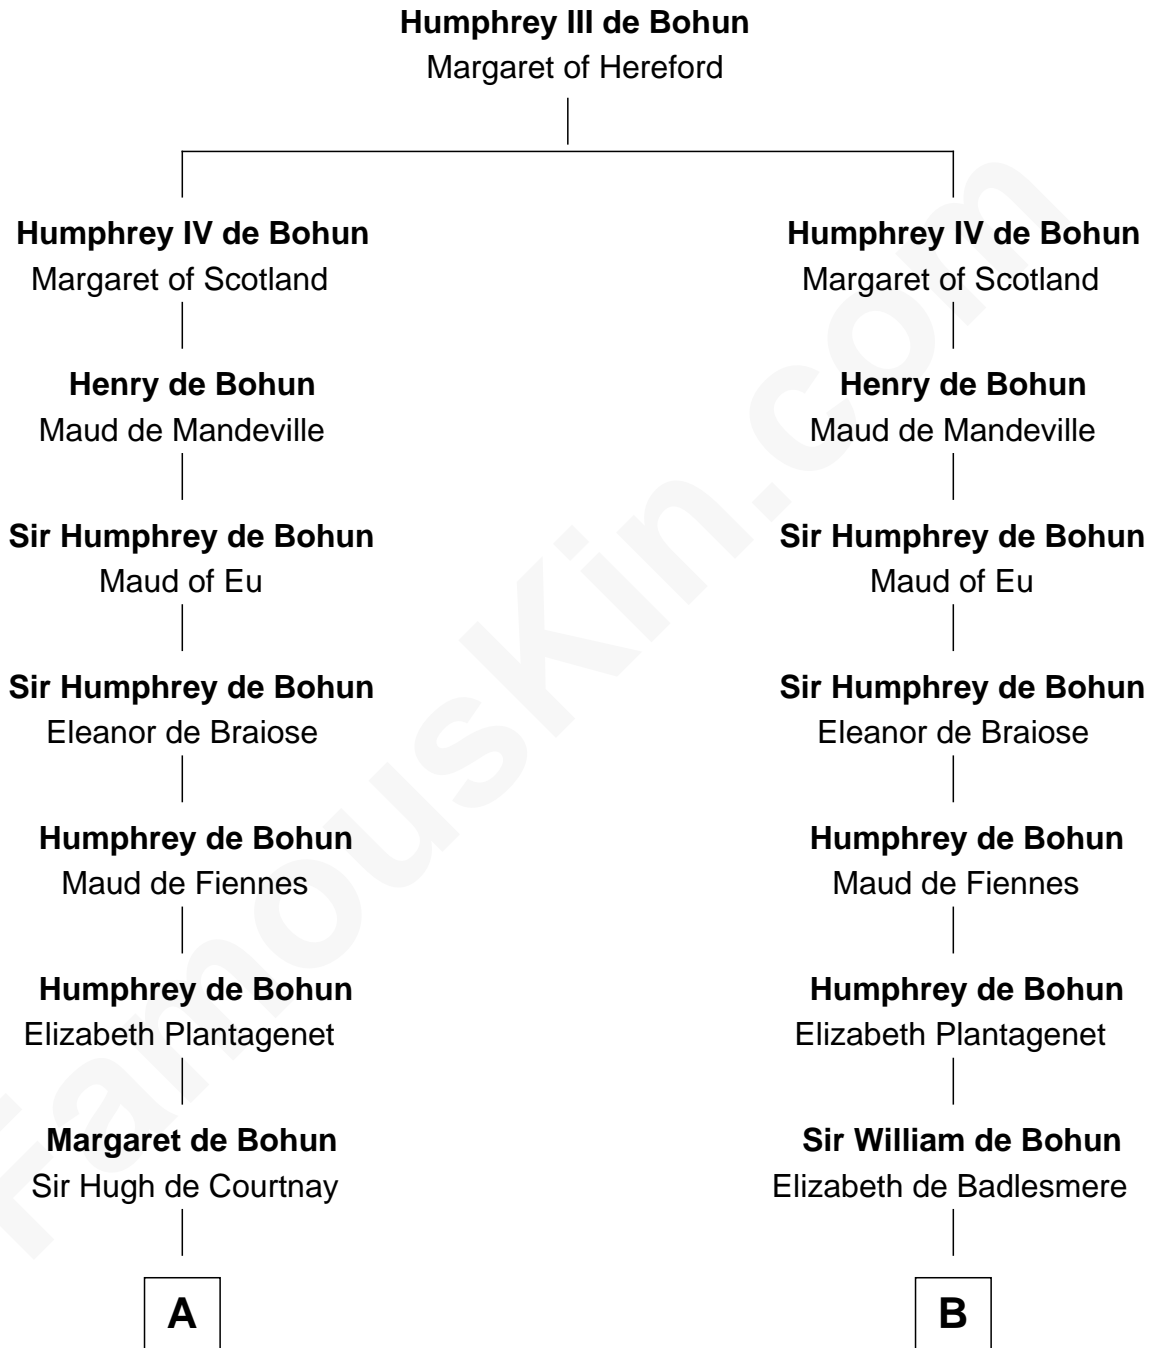 Humphrey III de Bohun
Margaret of Hereford
Humphrey IV de Bohun
Margaret of Scotland
Henry de Bohun
Maud de Mandeville
Sir Humphrey de Bohun
Maud of Eu
Sir Humphrey de Bohun
Eleanor de Braiose
Humphrey de Bohun
Maud de Fiennes
Humphrey de Bohun
Elizabeth Plantagenet
Margaret de Bohun
Sir Hugh de Courtnay
A
Humphrey IV de Bohun
Margaret of Scotland
Henry de Bohun
Maud de Mandeville
Sir Humphrey de Bohun
Maud of Eu
Sir Humphrey de Bohun
Eleanor de Braiose
Humphrey de Bohun
Maud de Fiennes
Humphrey de Bohun
Elizabeth Plantagenet
Sir William de Bohun
Elizabeth de Badlesmere
B
FamousKin.com